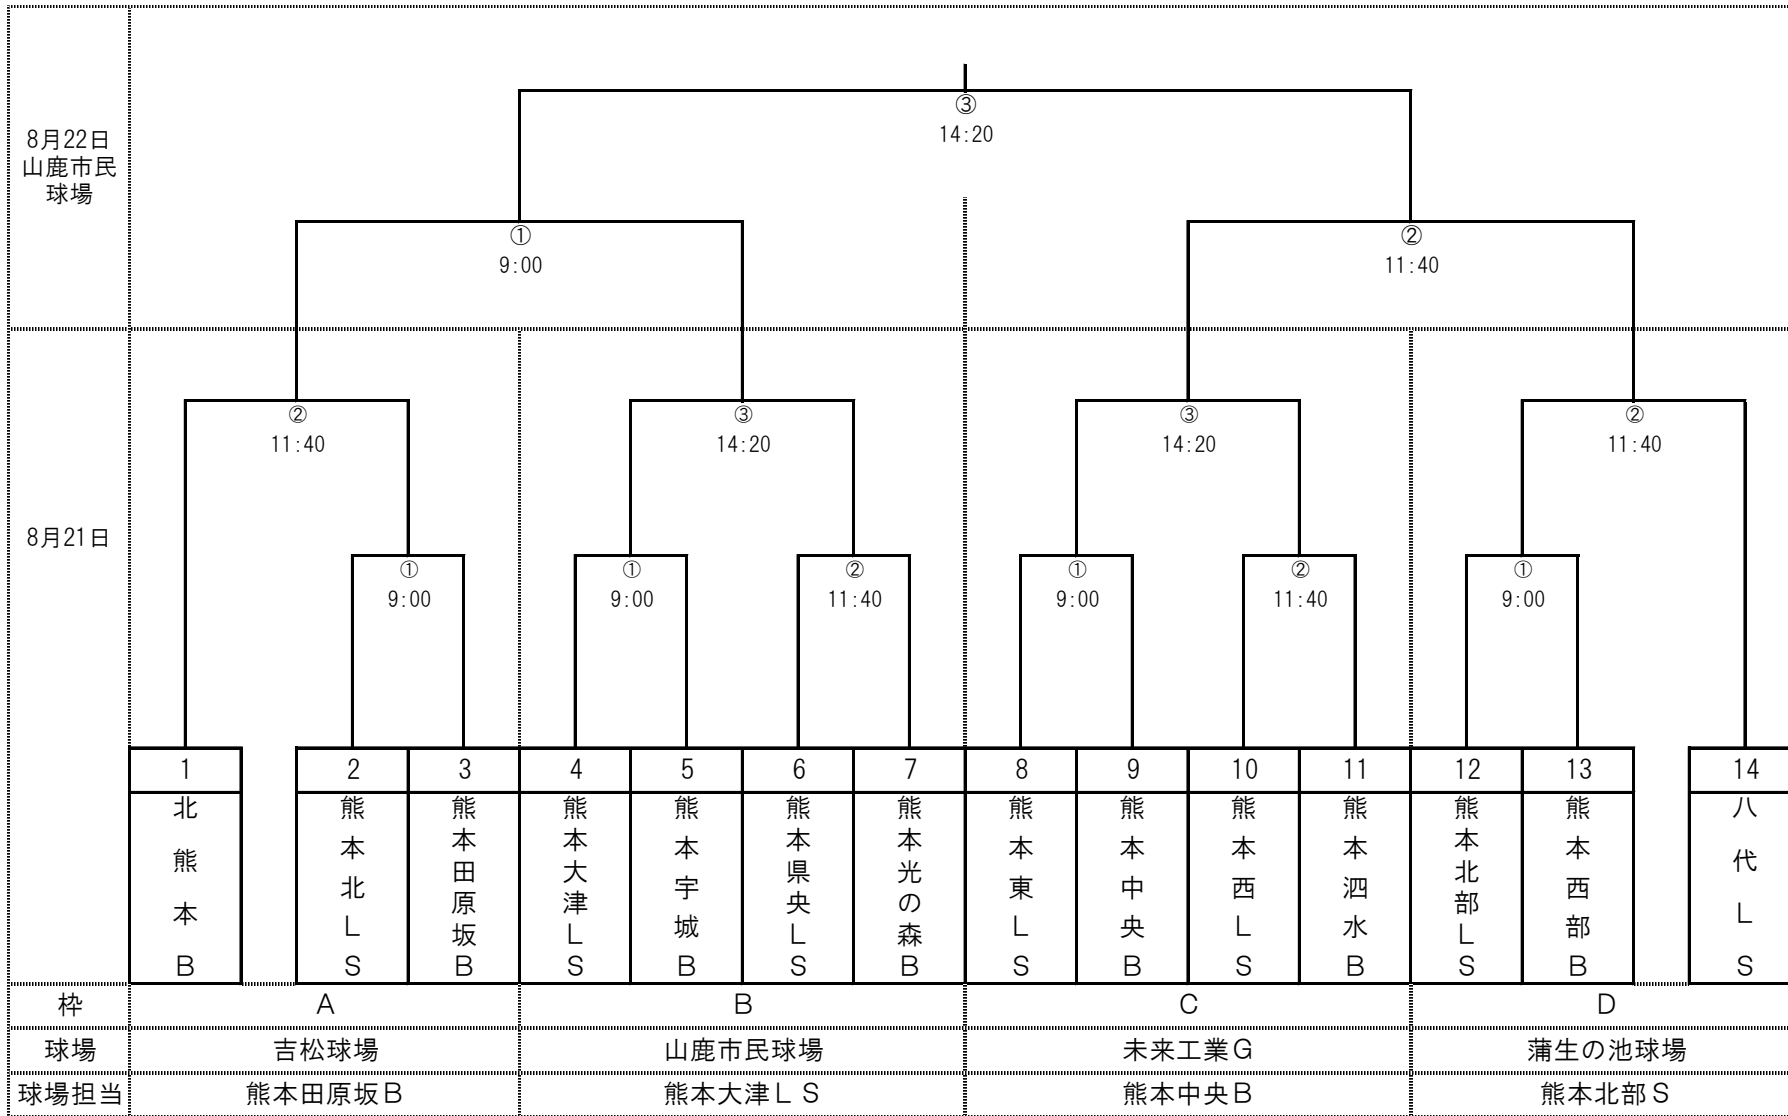 8月22日
山鹿市民
球場
③
14:20
①
9:00
②
11:40
8月21日
②
11:40
③
14:20
③
14:20
②
11:40
①
9:00
①
9:00
②
11:40
①
9:00
②
11:40
①
9:00
1
2
3
4
5
6
7
8
9
10
11
12
13
14
北熊本B
熊本北LS
熊本田原坂B
熊本大津LS
熊本宇城B
熊本県央LS
熊本光の森B
熊本東LS
熊本中央B
熊本西LS
熊本泗水B
熊本北部LS
熊本西部B
八代LS
枠 A B C D
球場 吉松球場 山鹿市民球場 未来工業G 蒲生の池球場
球場担当 熊本田原坂B 熊本大津LS 熊本中央B 熊本北部S